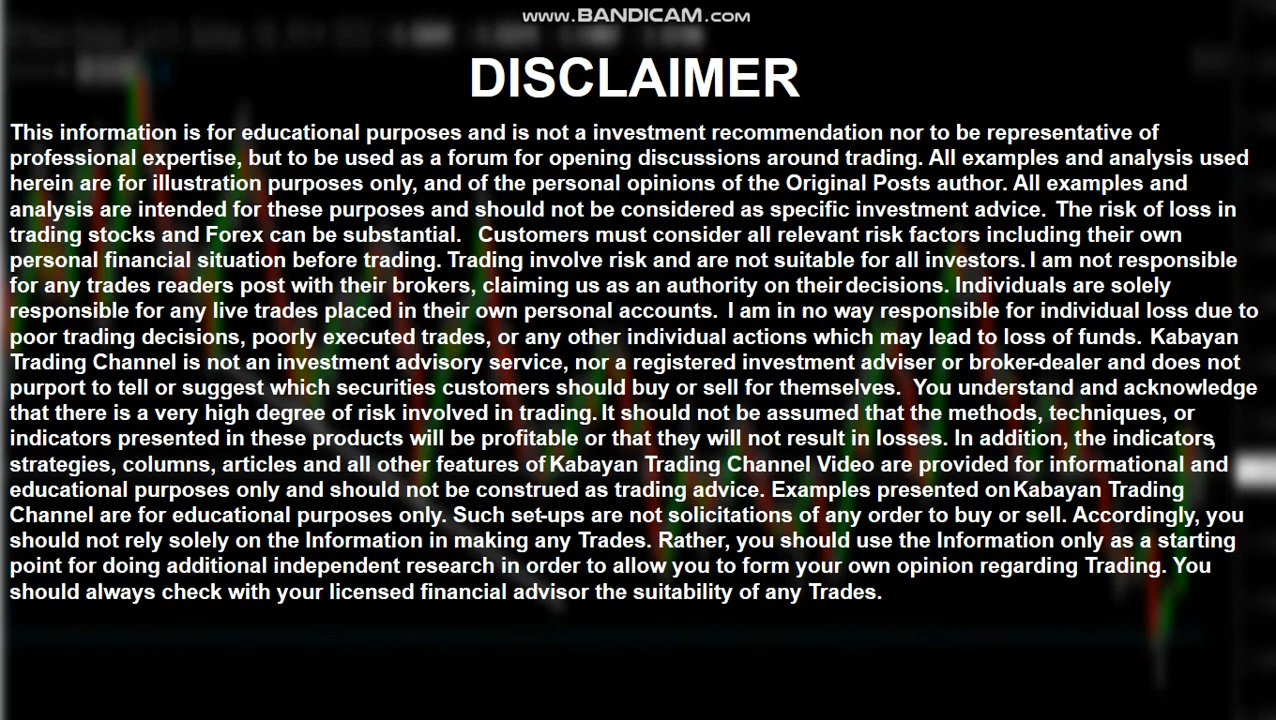 WWW.BANDICAM.COM
DISCLAIMER
This information is for educational purposes and is not a investment recommendation nor to be representative of
professional expertise, but to be used as a forum for opening discussions around trading. All examples and analysis used
herein are for illustration purposes only, and of the personal opinions of the Original Posts author. All examples and
analysis are intended for these purposes and should not be considered as specific investment advice. The risk of loss in
trading stocks and Forex can be substantial. Customers must consider all relevant risk factors including their own
personal financial situation before trading. Trading involve risk and are not suitable for all investors. I am not responsible
for any trades readers post with their brokers, claiming us as an authority on their decisions. Individuals are solely
responsible for any live trades placed in their own personal accounts. I am in no way responsible for individual loss due to
poor trading decisions, poorly executed trades, or any other individual actions which may lead to loss of funds. Kabayan
Trading Channel is not an investment advisory service, nor a registered investment adviser or broker-dealer and does not
purport to tell or suggest which securities customers should buy or sell for themselves. You understand and acknowledge
that there is a very high degree of risk involved in trading. It should not be assumed that the methods, techniques, or
indicators presented in these products will be profitable or that they will not result in losses. In addition, the indicators,
strategies, columns, articles and all other features of Kabayan Trading Channel Video are provided for informational and
educational purposes only and should not be construed as trading advice. Examples presented on Kabayan Trading
Channel are for educational purposes only. Such set-ups are not solicitations of any order to buy or sell. Accordingly, you
should not rely solely on the Information in making any Trades. Rather, you should use the Information only as a starting
point for doing additional independent research in order to allow you to form your own opinion regarding Trading. You
should always check with your licensed financial advisor the suitability of any Trades.